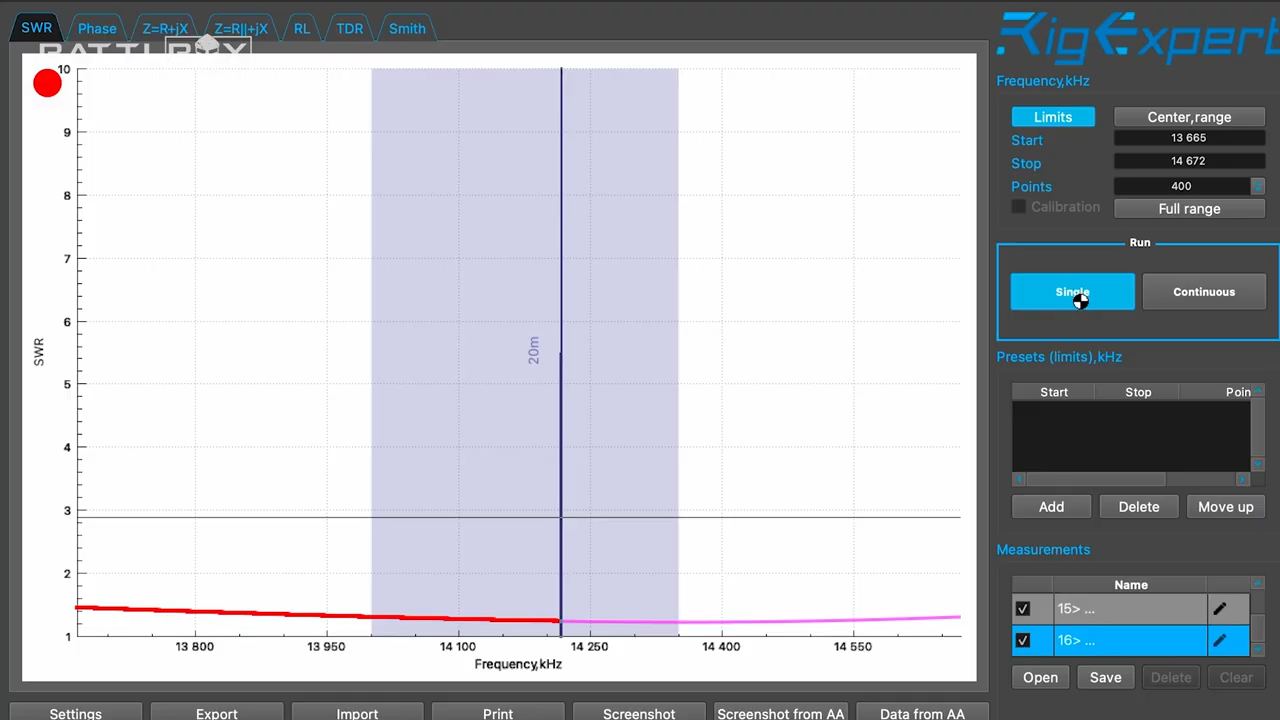 SWR
Phase
Z=R+jX
Z=R||+jX
RL
TDR
Smith
BATTLBOX
RigExpert
10
9
8
7
6
5
4
3
2
1
SWR
20m
13 800
13 950
14 100
14 250
14 400
14 550
Frequency,kHz
Frequency,kHz
Limits
Center,range
Start
13 665
Stop
14 672
Points
400
Calibration
Full range
Run
Single
Continuous
Presets (limits),kHz
Start
Stop
Poin
Add
Delete
Move up
Measurements
Name
15> ...
16> ...
Open
Save
Delete
Clear
Settings
Export
Import
Print
Screenshot
Screenshot from AA
Data from AA